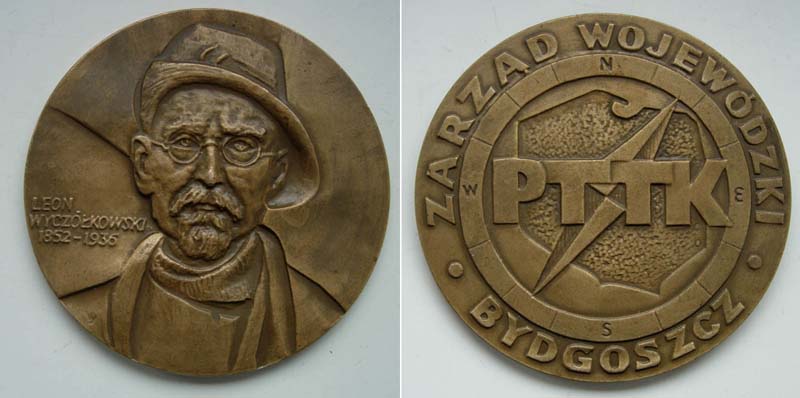 LEON
WYCZÓŁKOWSKI
1852-1936
ZARZĄD WOJEWÓDZKI
N
W
PTTK
E
S
BYDGOSZCZ